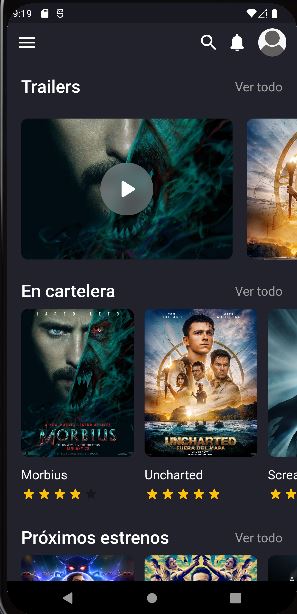 9:19
Trailers
Ver todo
En cartelera
Ver todo
JARED LETO
MORBIUS
UNCHARTED
FUERA DEL MAPA
Morbius
Uncharted
Screa
Próximos estrenos
Ver todo